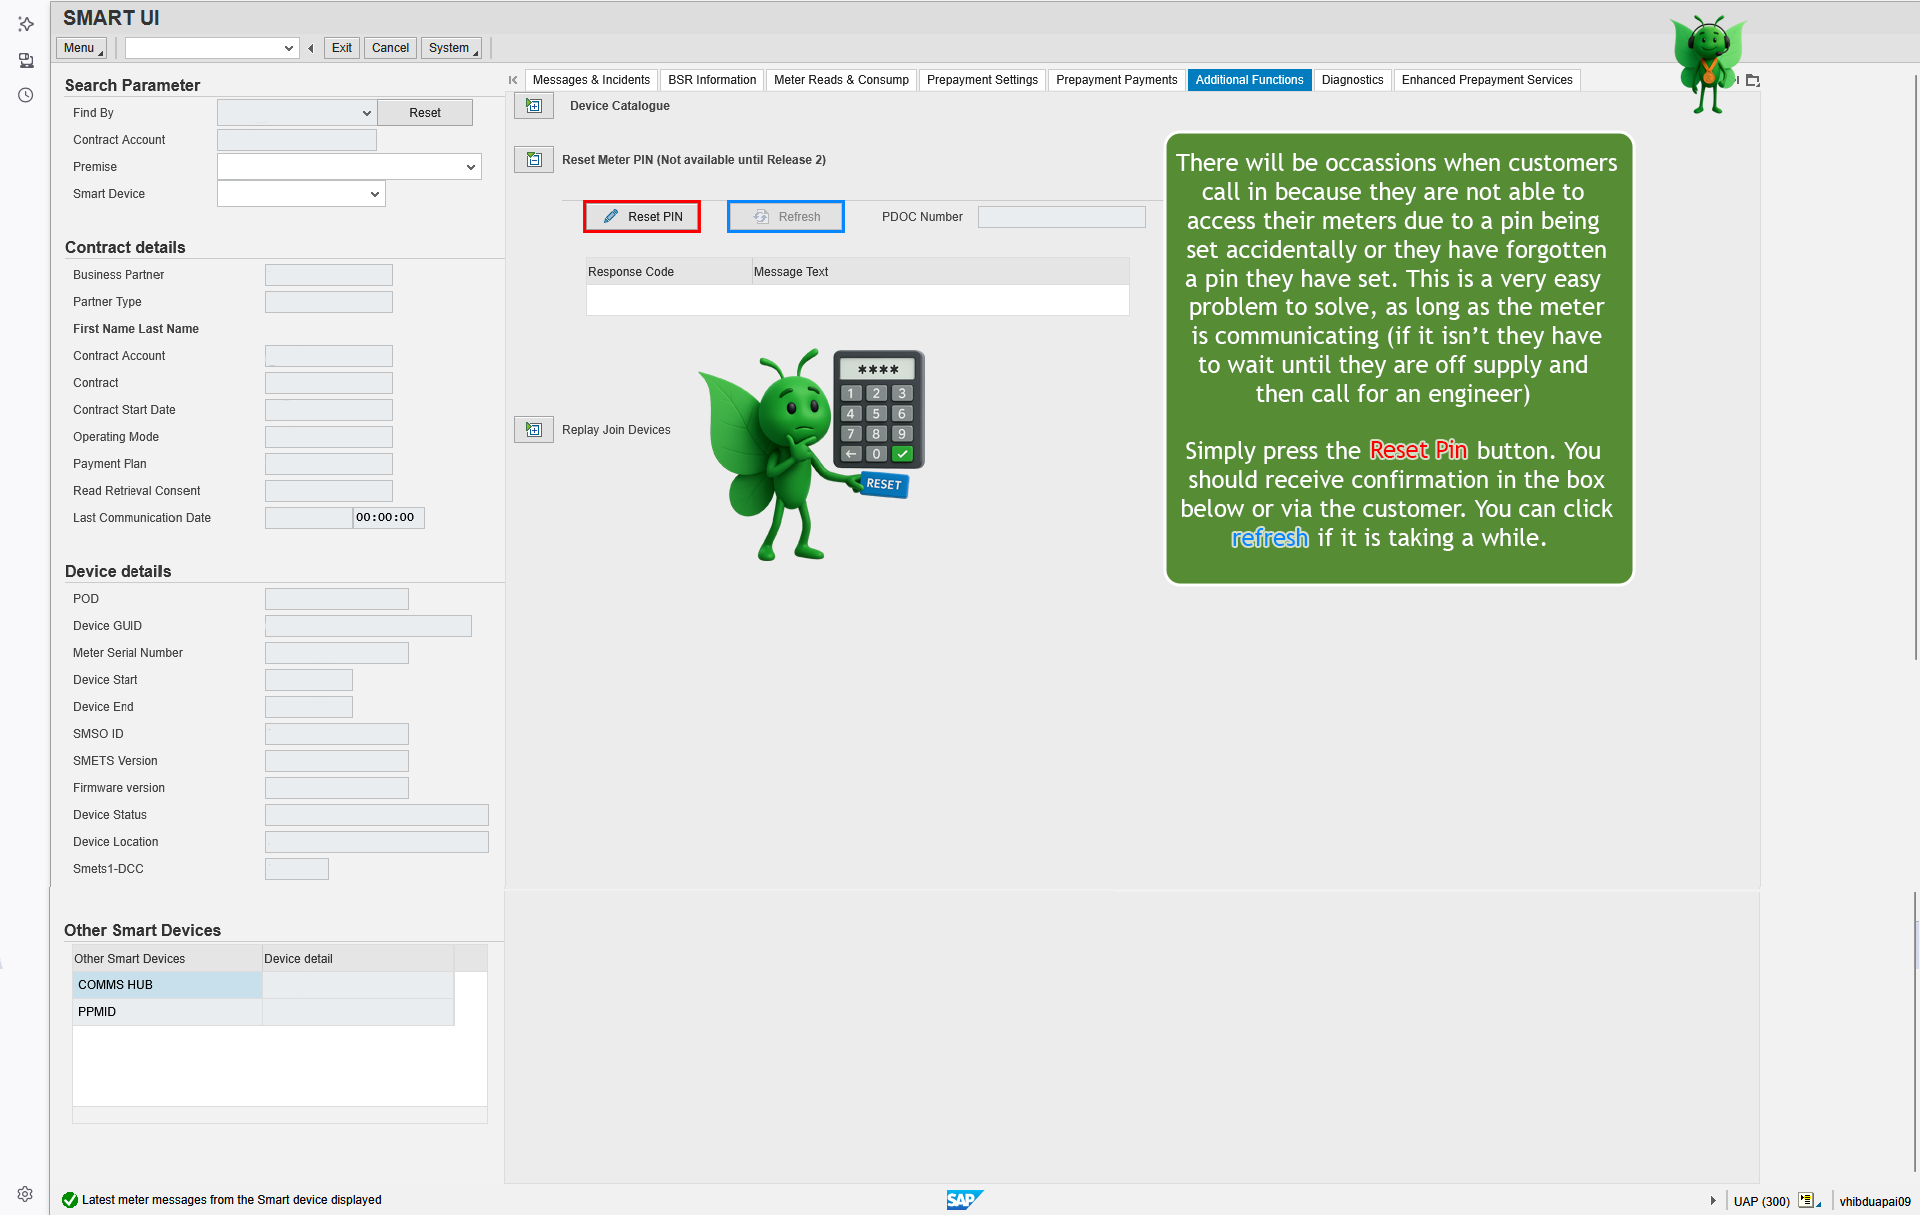 SMART UI
Menu
Exit
Cancel
System
Search Parameter
Find By
Reset
Contract Account
Premise
Smart Device
Contract details
Business Partner
Partner Type
First Name Last Name
Contract Account
Contract
Contract Start Date
Operating Mode
Payment Plan
Read Retrieval Consent
Last Communication Date
00:00:00
Device details
POD
Device GUID
Meter Serial Number
Device Start
Device End
SMSO ID
SMETS Version
Firmware version
Device Status
Device Location
Smets1-DCC
Other Smart Devices
Other Smart Devices
Device detail
COMMS HUB
PPMID
Messages & Incidents
BSR Information
Meter Reads & Consump
Prepayment Settings
Prepayment Payments
Additional Functions
Diagnostics
Enhanced Prepayment Services
Device Catalogue
Reset Meter PIN (Not available until Release 2)
Reset PIN
Refresh
PDOC Number
Response Code
Message Text
****
1 2 3
4 5 6
7 8 9
0
RESET
Replay Join Devices
There will be occassions when customers
call in because they are not able to
access their meters due to a pin being
set accidentally or they have forgotten
a pin they have set. This is a very easy
problem to solve, as long as the meter
is communicating (if it isn't they have
to wait until they are off supply and
then call for an engineer)
Simply press the Reset Pin button. You
should receive confirmation in the box
below or via the customer. You can click
refresh if it is taking a while.
Latest meter messages from the Smart device displayed
SAP
UAP (300)
vhibduapai09